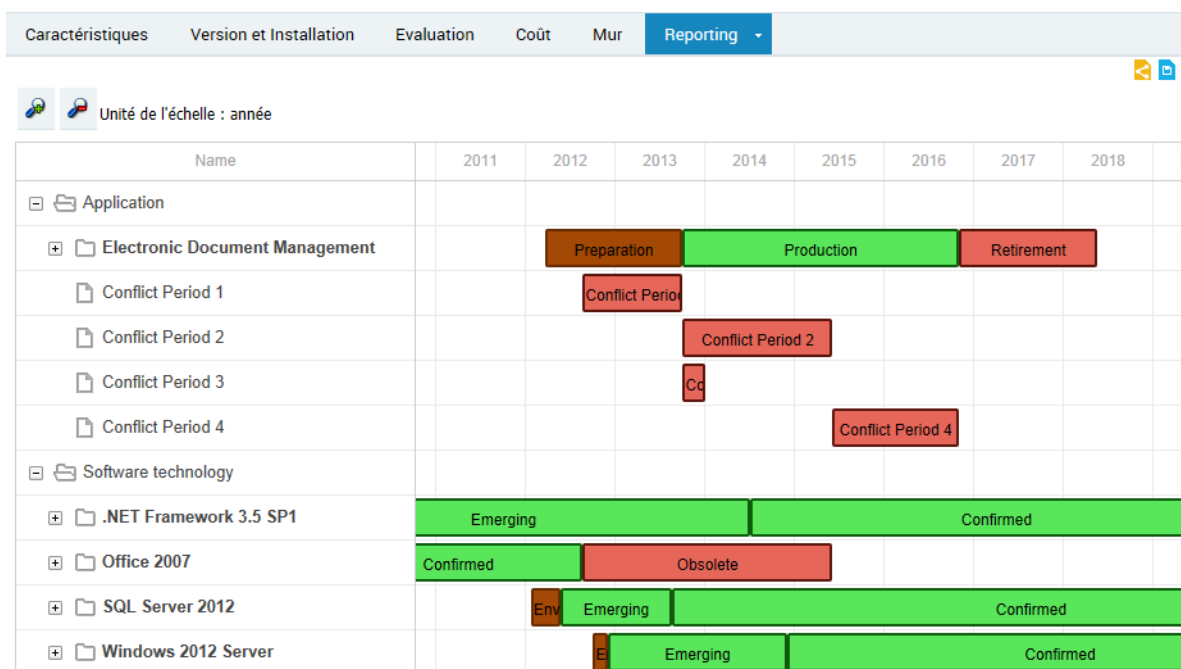 Caractéristiques Version et Installation Evaluation Coût Mur Reporting
Unité de l'échelle : année
Name 2011 2012 2013 2014 2015 2016 2017 2018
Application
Electronic Document Management Preparation Production Retirement
Conflict Period 1 Conflict Perio
Conflict Period 2 Conflict Period 2
Conflict Period 3 Co
Conflict Period 4 Conflict Period 4
Software technology
.NET Framework 3.5 SP1 Emerging Confirmed
Office 2007 Confirmed Obsolete
SQL Server 2012 Env Emerging Confirmed
Windows 2012 Server E Emerging Confirmed